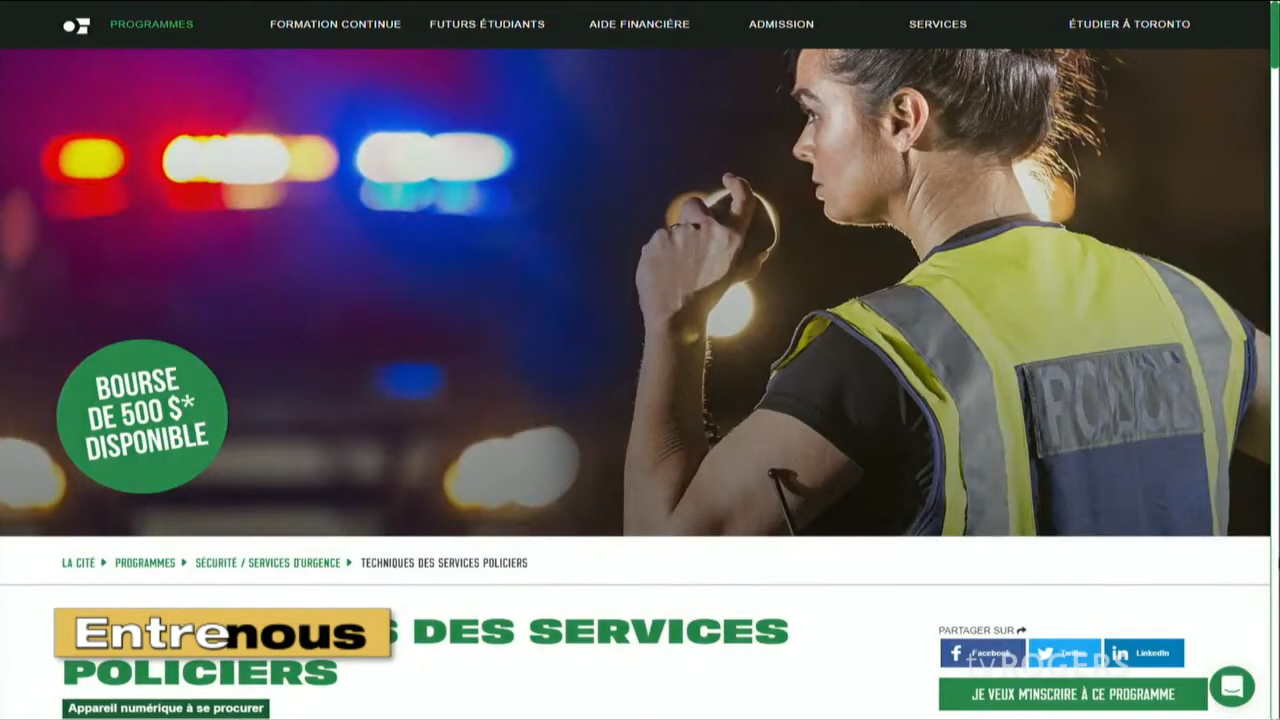 PROGRAMMES FORMATION CONTINUE FUTURS ÉTUDIANTS AIDE FINANCIÈRE ADMISSION SERVICES ÉTUDIER À TORONTO
POLICE
BOURSE
DE 500 $*
DISPONIBLE
LA CITÉ PROGRAMMES SÉCURITÉ / SERVICES D'URGENCE TECHNIQUES DES SERVICES POLICIERS
Entrenous
S DES SERVICES
POLICIERS
Appareil numérique à se procurer
PARTAGER SUR
Facebook Twitter LinkedIn
tvROGERS
JE VEUX M'INSCRIRE À CE PROGRAMME